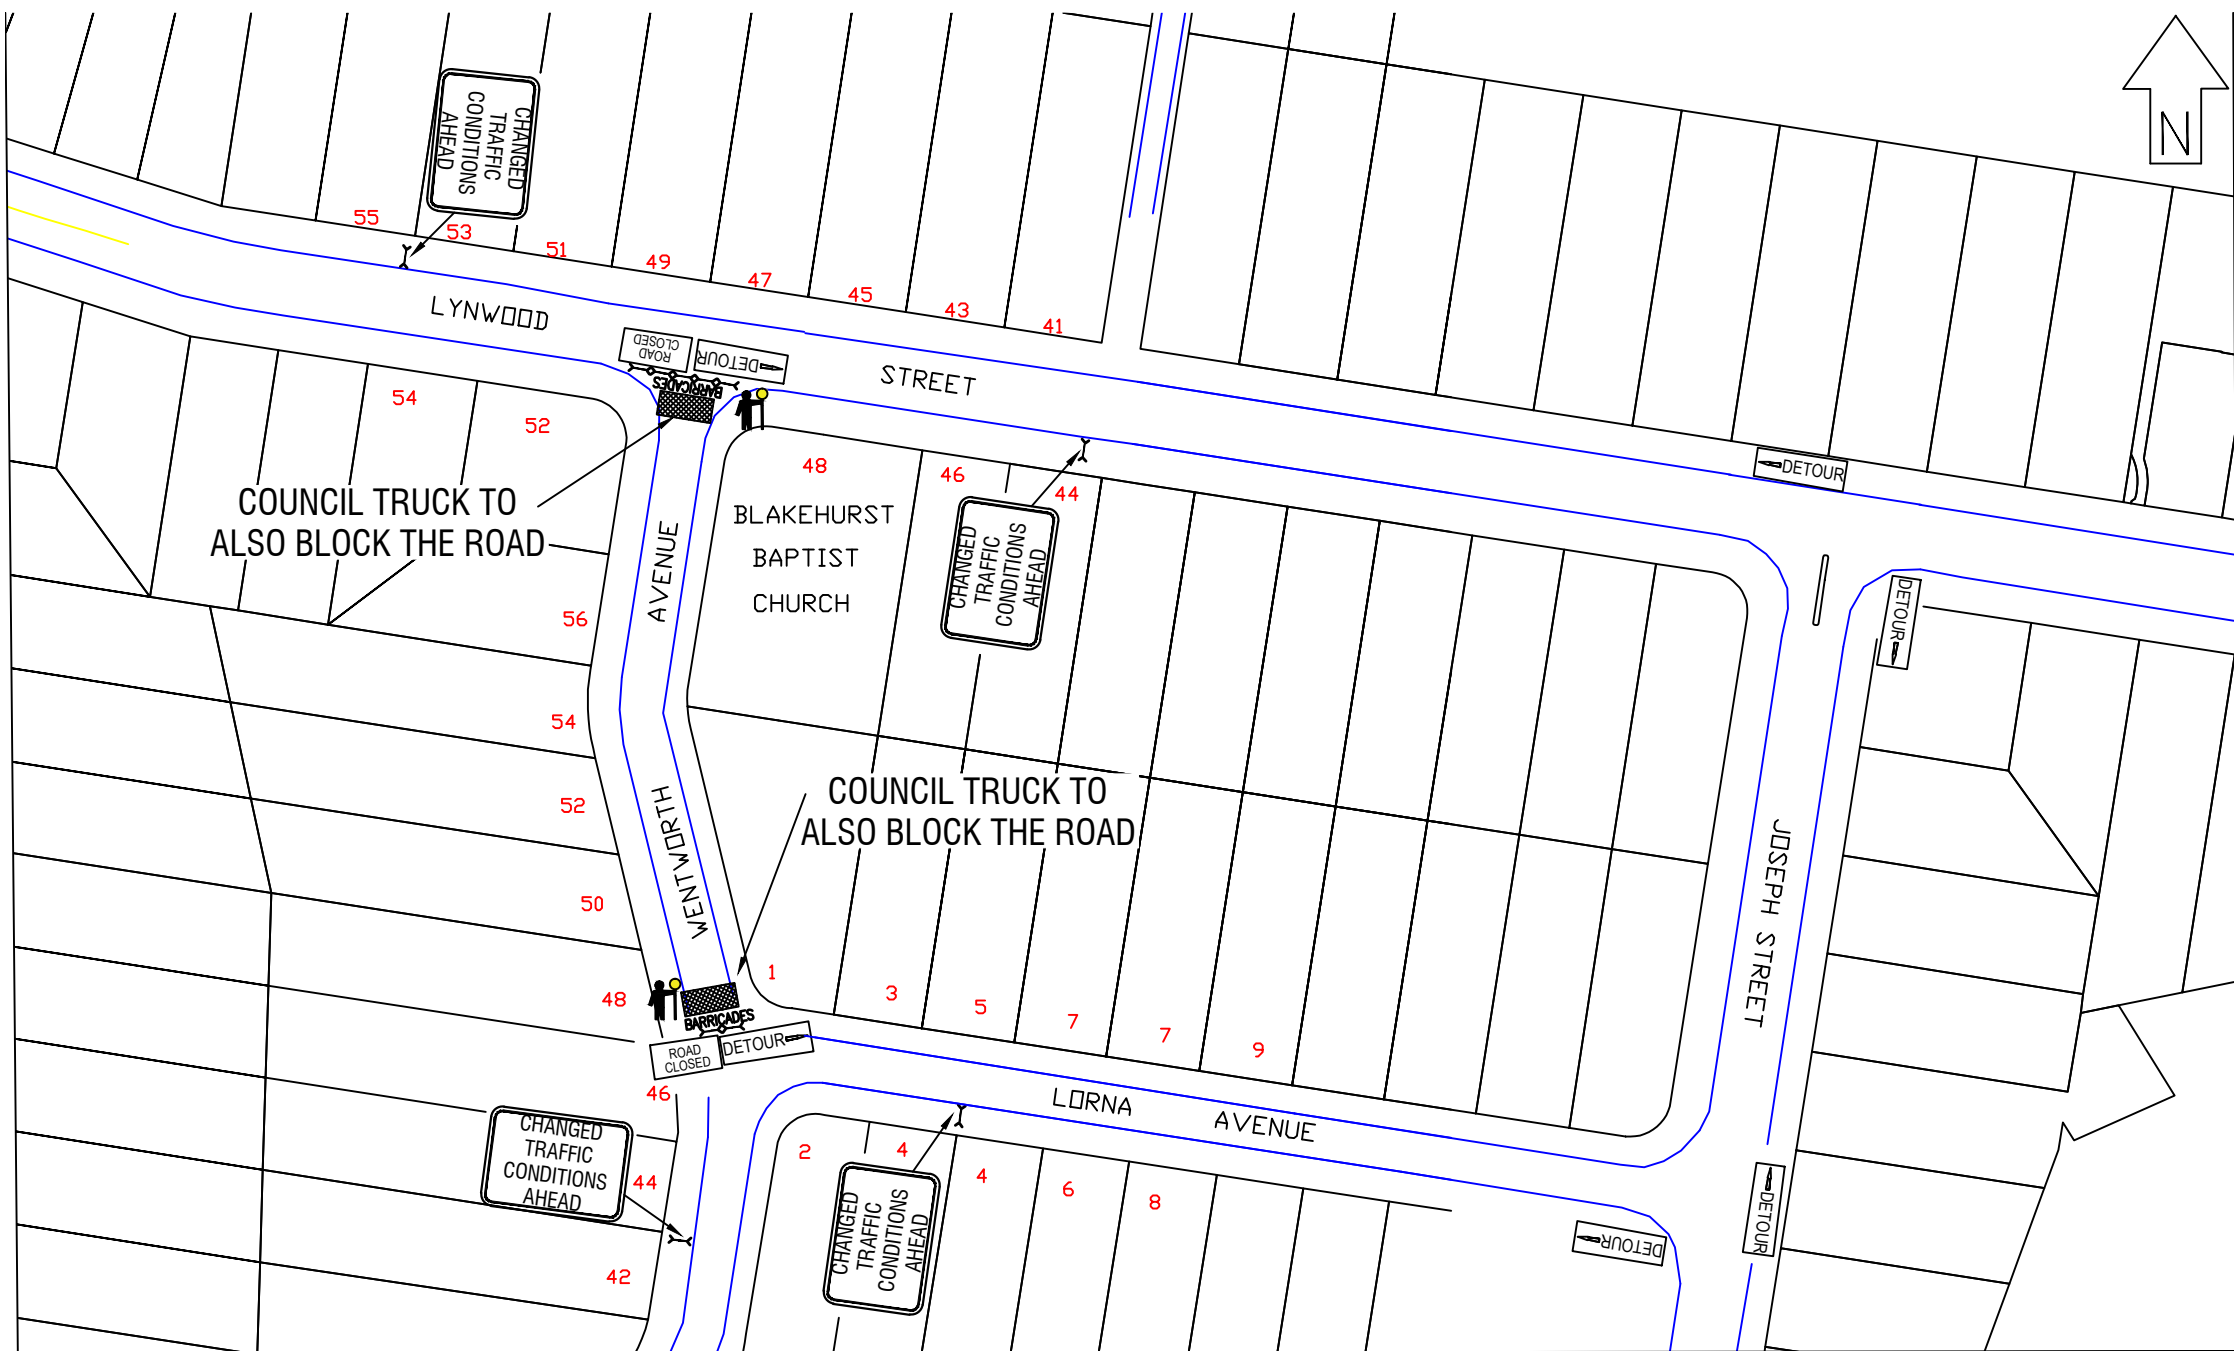 N
CHANGED
TRAFFIC
CONDITIONS
AHEAD
55
53
51
49
47
45
43
41
LYNWOOD
STREET
ROAD
CLOSED
DETOUR
BARRICADES
54
52
48
46
44
DETOUR
COUNCIL TRUCK TO
ALSO BLOCK THE ROAD
BLAKEHURST
BAPTIST
CHURCH
CHANGED
TRAFFIC
CONDITIONS
AHEAD
AVENUE
DETOUR
56
54
52
50
48
WENTWORTH
COUNCIL TRUCK TO
ALSO BLOCK THE ROAD
JOSEPH STREET
1
3
5
7
7
9
BARRICADES
ROAD
CLOSED
DETOUR
46
44
42
LORNA
AVENUE
CHANGED
TRAFFIC
CONDITIONS
AHEAD
2
4
4
6
8
CHANGED
TRAFFIC
CONDITIONS
AHEAD
DETOUR
DETOUR